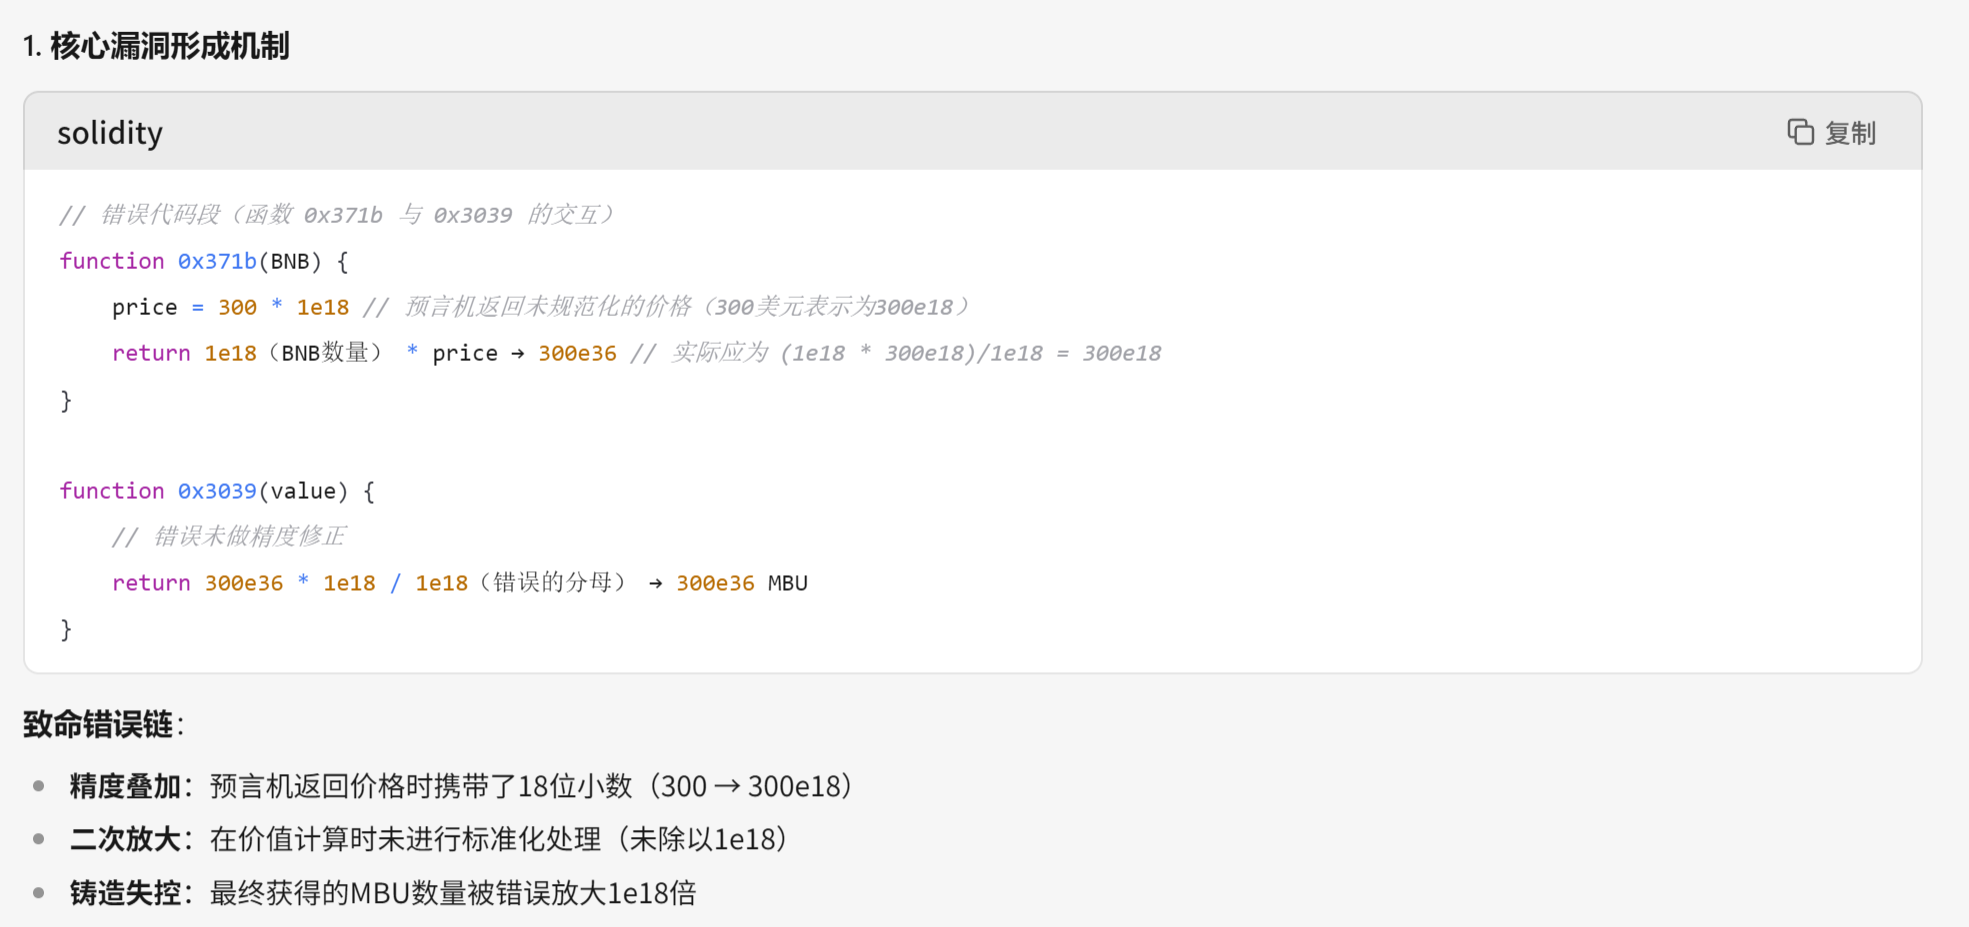 1. 核心漏洞形成机制
solidity
复制
// 错误代码段（函数 0x371b 与 0x3039 的交互）
function 0x371b(BNB) {
    price = 300 * 1e18 // 预言机返回未规范化的价格（300美元表示为300e18）
    return 1e18（BNB数量） * price → 300e36 // 实际应为 (1e18 * 300e18)/1e18 = 300e18
}
function 0x3039(value) {
    // 错误未做精度修正
    return 300e36 * 1e18 / 1e18（错误的分母） → 300e36 MBU
}
致命错误链：
• 精度叠加：预言机返回价格时携带了18位小数（300 → 300e18）
• 二次放大：在价值计算时未进行标准化处理（未除以1e18）
• 铸造失控：最终获得的MBU数量被错误放大1e18倍